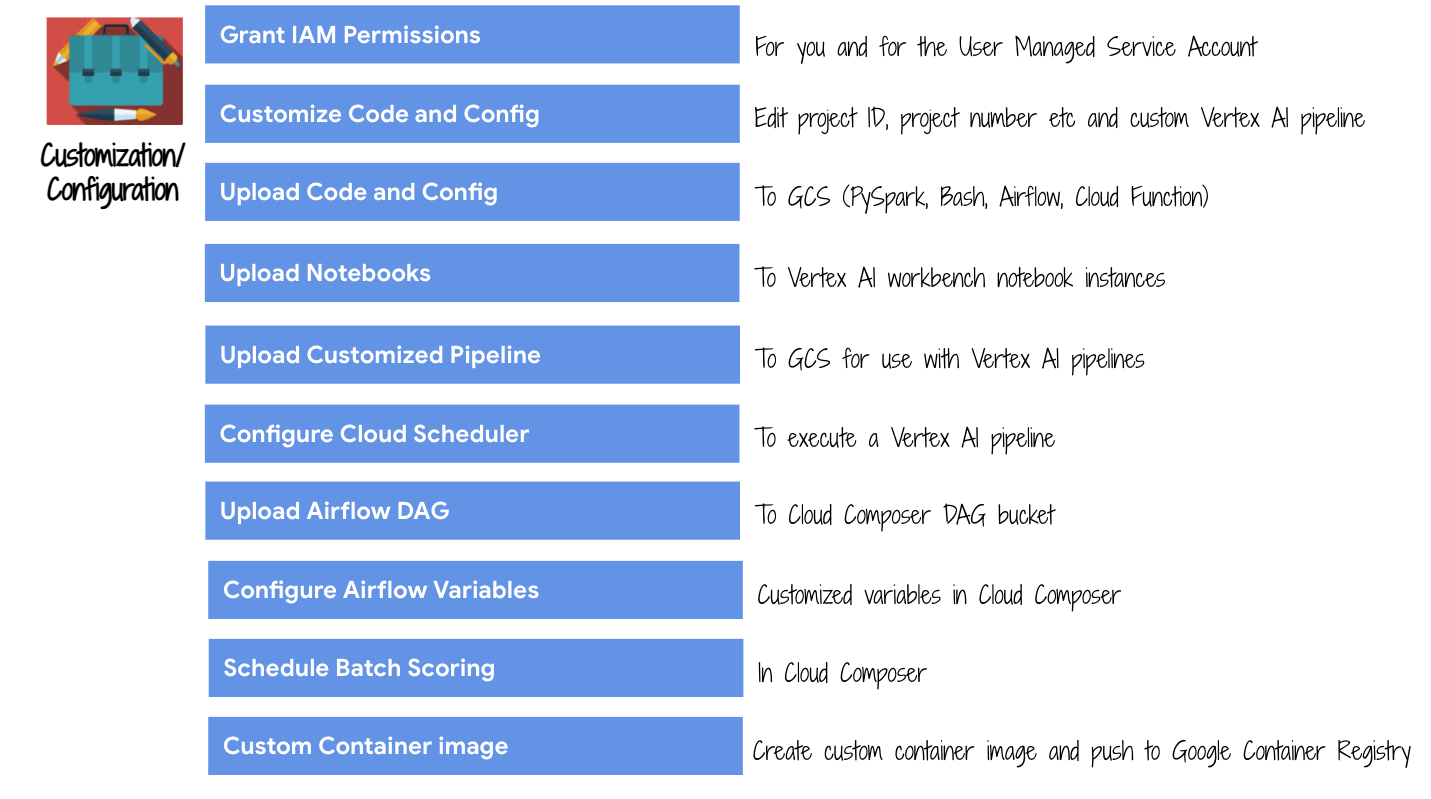 Customization/
Configuration
Grant IAM Permissions
For you and for the User Managed Service Account
Customize Code and Config
Edit project ID, project number etc and custom Vertex AI pipeline
Upload Code and Config
To GCS (PySpark, Bash, Airflow, Cloud Function)
Upload Notebooks
To Vertex AI workbench notebook instances
Upload Customized Pipeline
To GCS for use with Vertex AI pipelines
Configure Cloud Scheduler
To execute a Vertex AI pipeline
Upload Airflow DAG
To Cloud Composer DAG bucket
Configure Airflow Variables
Customized variables in Cloud Composer
Schedule Batch Scoring
In Cloud Composer
Custom Container image
Create custom container image and push to Google Container Registry